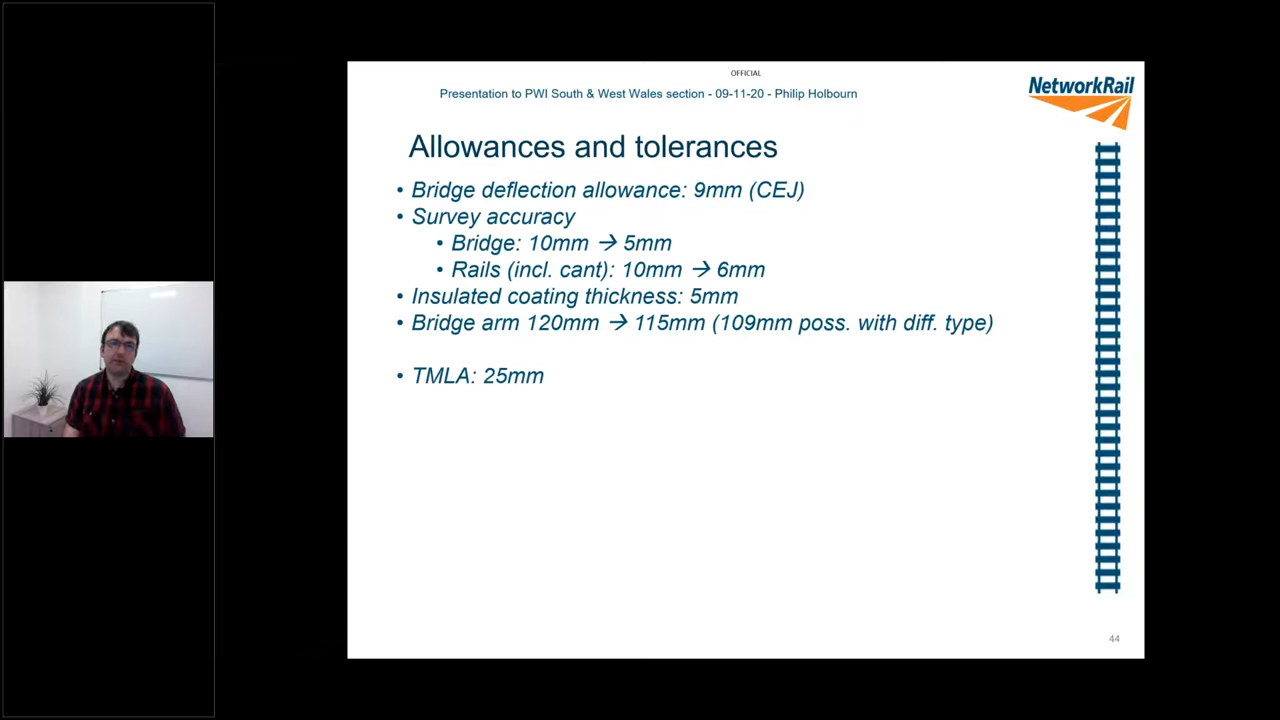 OFFICIAL
Presentation to PWI South & West Wales section - 09-11-20 - Philip Holbourn
NetworkRail
Allowances and tolerances
• Bridge deflection allowance: 9mm (CEJ)
• Survey accuracy
• Bridge: 10mm → 5mm
• Rails (incl. cant): 10mm → 6mm
• Insulated coating thickness: 5mm
• Bridge arm 120mm → 115mm (109mm poss. with diff. type)
• TMLA: 25mm
44